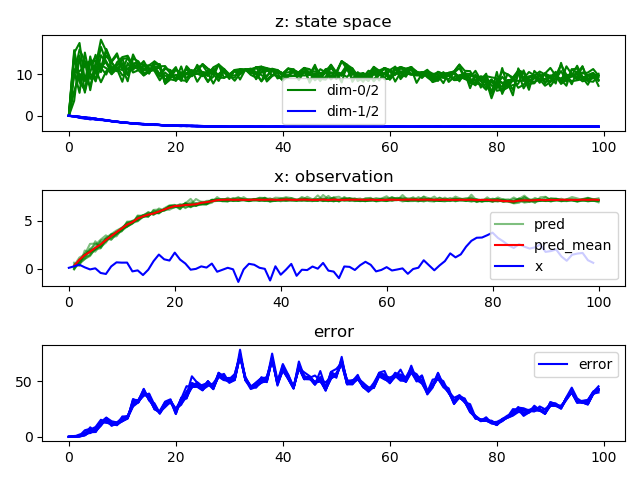 z: state space
10
0
dim-0/2
dim-1/2
0 20 40 60 80 100
x: observation
5
0
pred
pred_mean
x
0 20 40 60 80 100
error
50
0
error
0 20 40 60 80 100